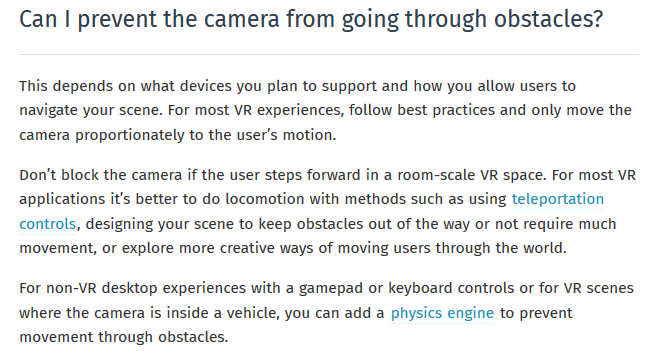 Can I prevent the camera from going through obstacles?
This depends on what devices you plan to support and how you allow users to
navigate your scene. For most VR experiences, follow best practices and only move the
camera proportionately to the user’s motion.
Don’t block the camera if the user steps forward in a room-scale VR space. For most VR
applications it’s better to do locomotion with methods such as using teleportation
controls, designing your scene to keep obstacles out of the way or not require much
movement, or explore more creative ways of moving users through the world.
For non-VR desktop experiences with a gamepad or keyboard controls or for VR scenes
where the camera is inside a vehicle, you can add a physics engine to prevent
movement through obstacles.